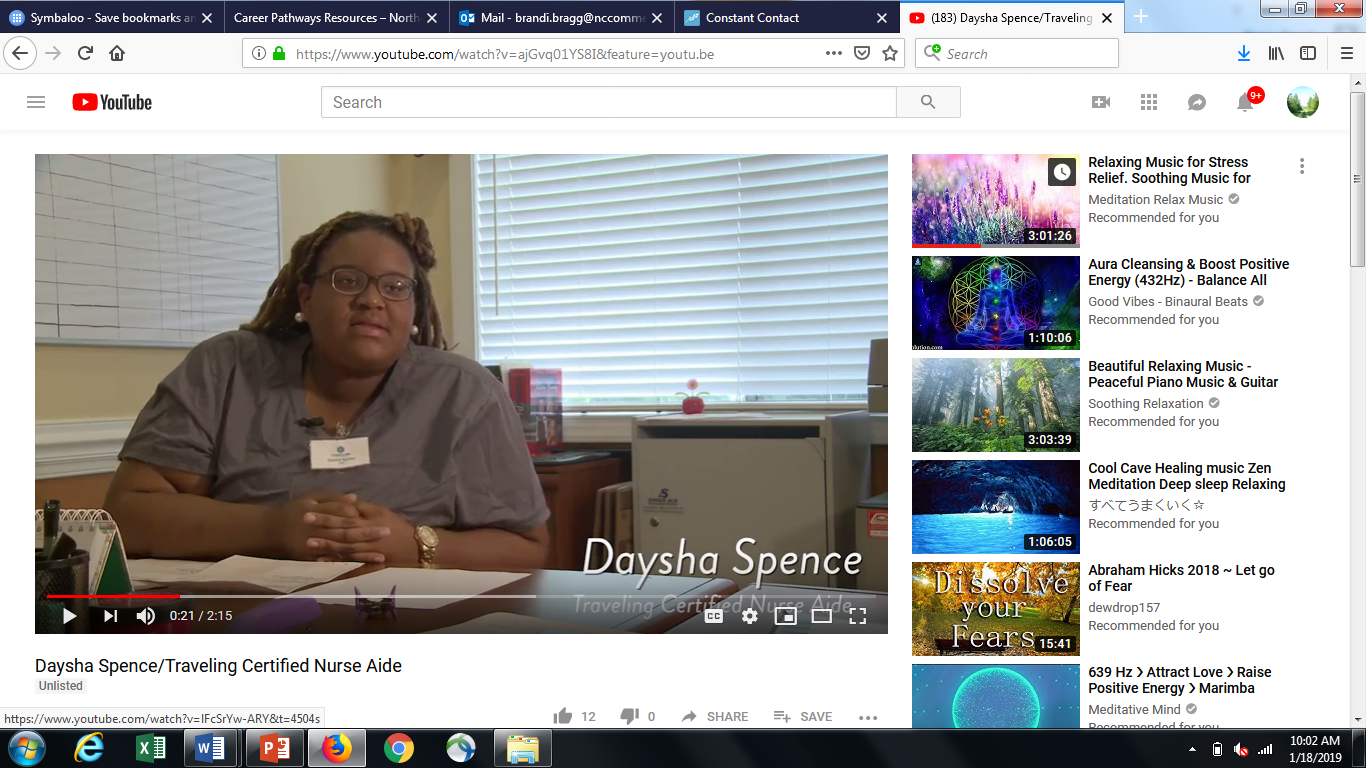 Symbaloo - Save bookmarks an
Career Pathways Resources – North
Mail - brandi.bragg@nccomme
Constant Contact
(183) Daysha Spence/Traveling
https://www.youtube.com/watch?v=ajGvq01YS8I&feature=youtu.be
Search
YouTube
Search
9+
Daysha Spence
Traveling Certified Nurse Aide
0:21 / 2:15
CC
Daysha Spence/Traveling Certified Nurse Aide
Unlisted
12
0
SHARE
SAVE
3:01:26
Relaxing Music for Stress
Relief. Soothing Music for
Meditation Relax Music
Recommended for you
1:10:06
Aura Cleansing & Boost Positive
Energy (432Hz) - Balance All
Good Vibes - Binaural Beats
Recommended for you
3:03:39
Beautiful Relaxing Music -
Peaceful Piano Music & Guitar
Soothing Relaxation
Recommended for you
1:06:05
Cool Cave Healing music Zen
Meditation Deep sleep Relaxing
すべてうまくいく☆
Recommended for you
Dissolve
your
Fears
15:41
Abraham Hicks 2018 ~ Let go
of Fear
dewdrop157
Recommended for you
639 Hz ❯ Attract Love ❯ Raise
Positive Energy ❯ Marimba
Meditative Mind
Recommended for you
https://www.youtube.com/watch?v=IFcSrYw-ARY&t=4504s
10:02 AM
1/18/2019